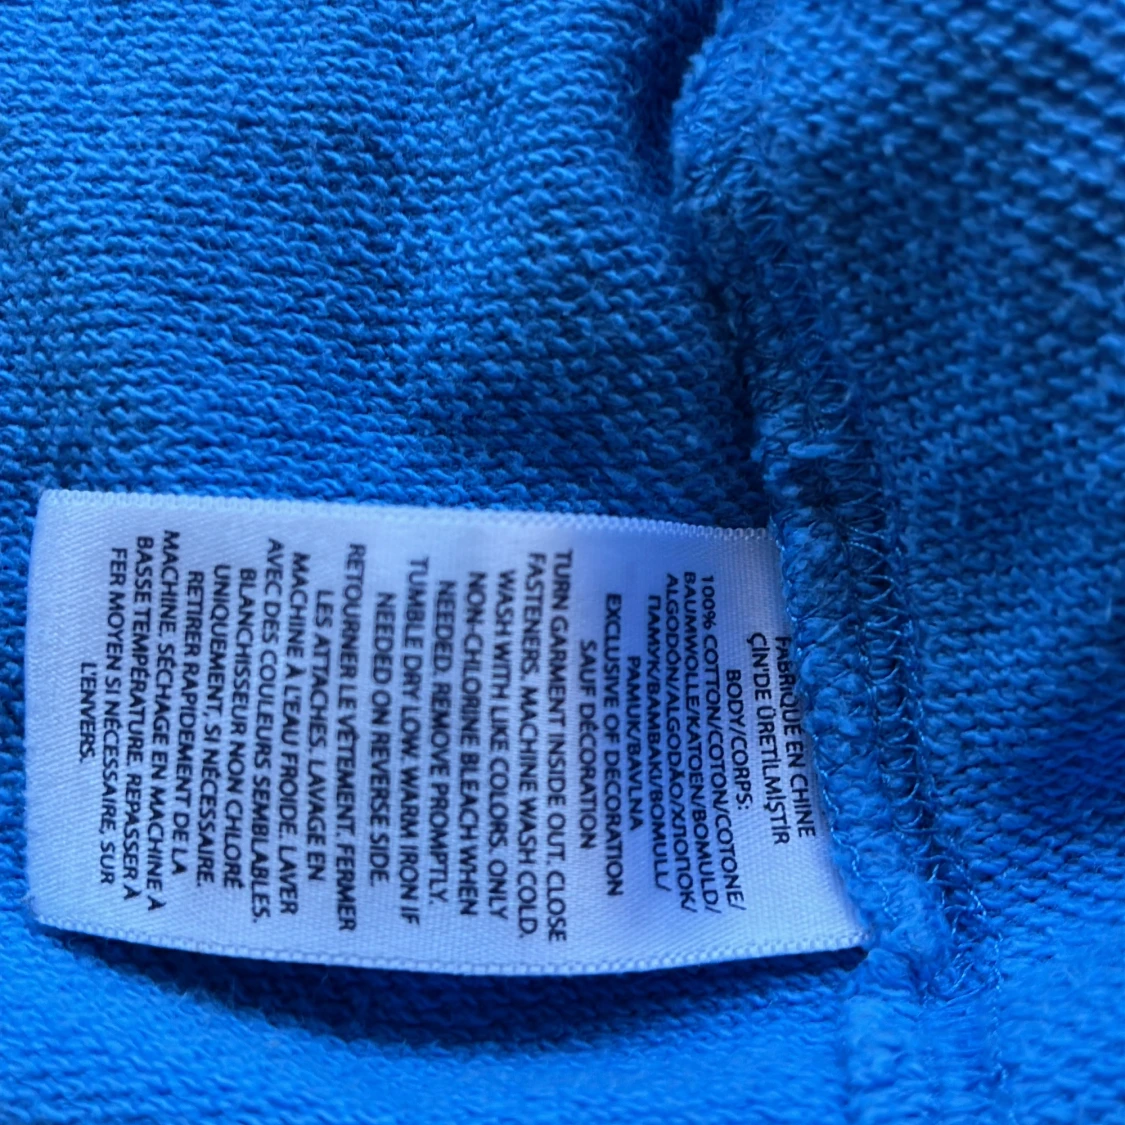 FABRIQUÉ EN CHINE
ÇİN'DE ÜRETİLMİŞTİR
BODY/CORPS:
100% COTTON/COTON/COTONE/
BAUMWOLLE/KATOEN/BOMULD/
ALGODÓN/ALGODÃO/ХЛОПОК/
ПАМУК/ΒΑΜΒΑΚΙ/BOMULL/
PAMUK/BAVLNA
EXCLUSIVE OF DECORATION
SAUF DÉCORATION
TURN GARMENT INSIDE OUT. CLOSE
FASTENERS. MACHINE WASH COLD.
WASH WITH LIKE COLORS. ONLY
NON-CHLORINE BLEACH WHEN
NEEDED. REMOVE PROMPTLY.
TUMBLE DRY LOW. WARM IRON IF
NEEDED ON REVERSE SIDE.
RETOURNER LE VÊTEMENT. FERMER
LES ATTACHES. LAVAGE EN
MACHINE À L'EAU FROIDE. LAVER
AVEC DES COULEURS SEMBLABLES.
BLANCHISSEUR NON CHLORÉ
UNIQUEMENT. SI NÉCESSAIRE.
RETIRER RAPIDEMENT DE LA
MACHINE. SÉCHAGE EN MACHINE À
BASSE TEMPÉRATURE. REPASSER À
FER MOYEN SI NÉCESSAIRE, SUR
L'ENVERS.